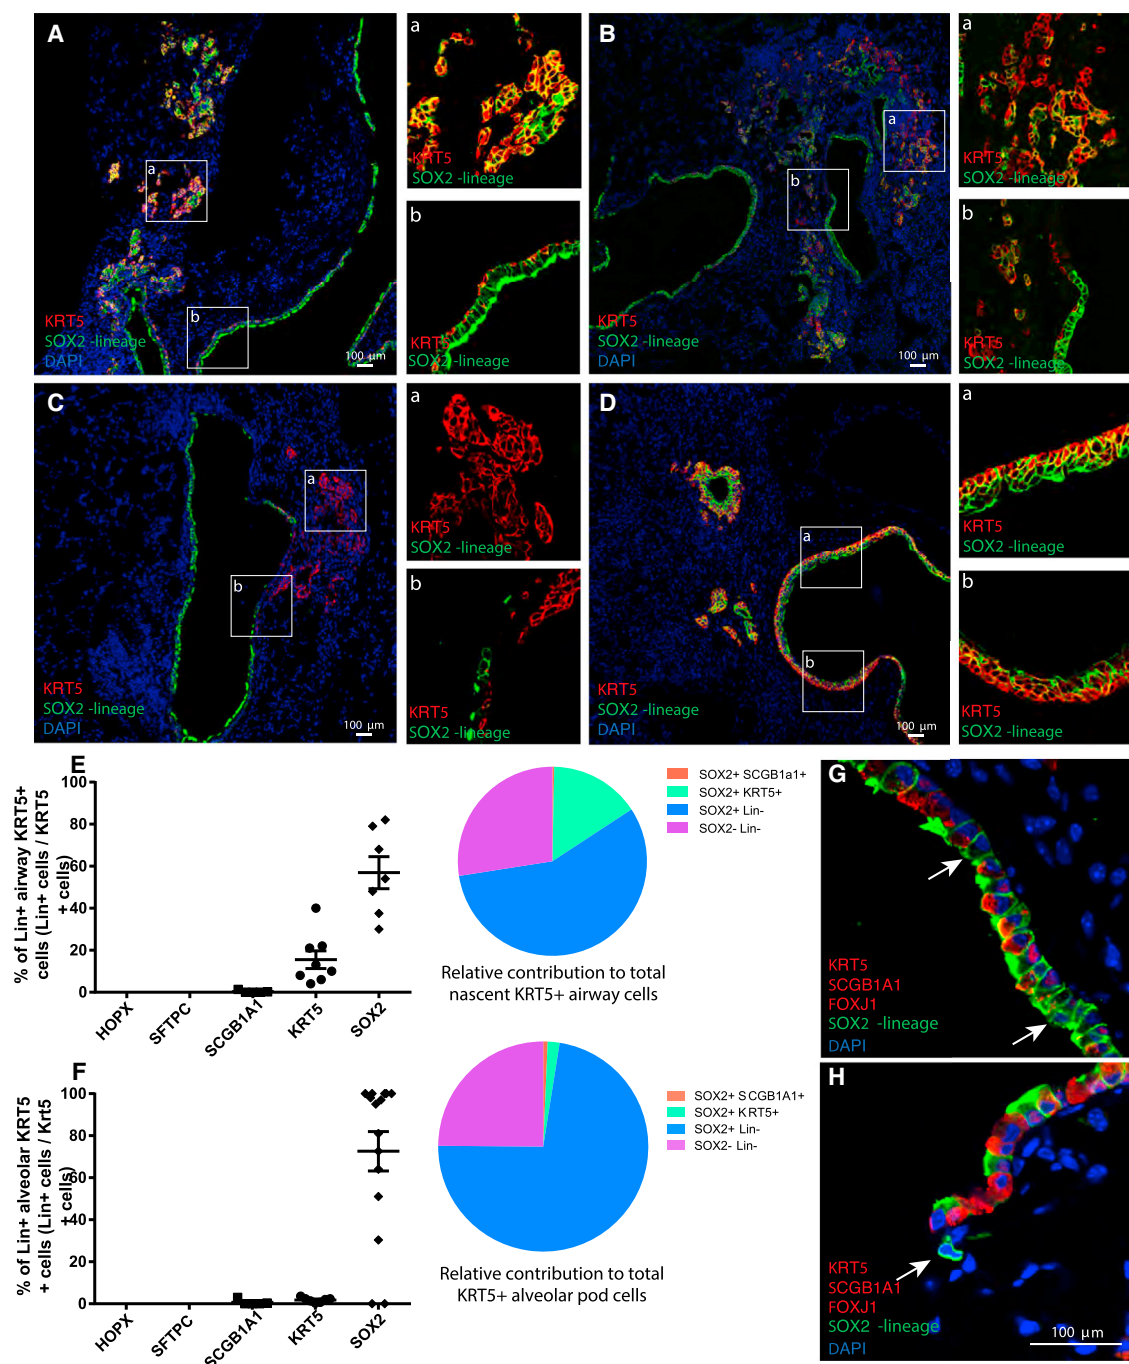 A
a
b
KRT5
SOX2 -lineage
DAPI
100 µm
a
KRT5
SOX2 -lineage
b
KRT5
SOX2 -lineage
B
a
b
KRT5
SOX2 -lineage
DAPI
100 µm
a
KRT5
SOX2 -lineage
b
KRT5
SOX2 -lineage
C
a
b
KRT5
SOX2 -lineage
DAPI
100 µm
a
KRT5
SOX2 -lineage
b
KRT5
SOX2 -lineage
D
a
b
KRT5
SOX2 -lineage
DAPI
100 µm
a
KRT5
SOX2 -lineage
b
KRT5
SOX2 -lineage
E
% of Lin+ airway KRT5+
cells (Lin+ cells / KRT5
+ cells)
100
80
60
40
20
0
HOPX
SFTPC
SCGB1A1
KRT5
SOX2
SOX2+ SCGB1a1+
SOX2+ KRT5+
SOX2+ Lin-
SOX2- Lin-
Relative contribution to total
nascent KRT5+ airway cells
F
% of Lin+ alveolar KRT5
+ cells (Lin+ cells / Krt5
+ cells)
100
80
60
40
20
0
HOPX
SFTPC
SCGB1A1
KRT5
SOX2
SOX2+ SCGB1A1+
SOX2+ KRT5+
SOX2+ Lin-
SOX2- Lin-
Relative contribution to total
KRT5+ alveolar pod cells
G
KRT5
SCGB1A1
FOXJ1
SOX2 -lineage
DAPI
H
KRT5
SCGB1A1
FOXJ1
SOX2 -lineage
DAPI
100 µm